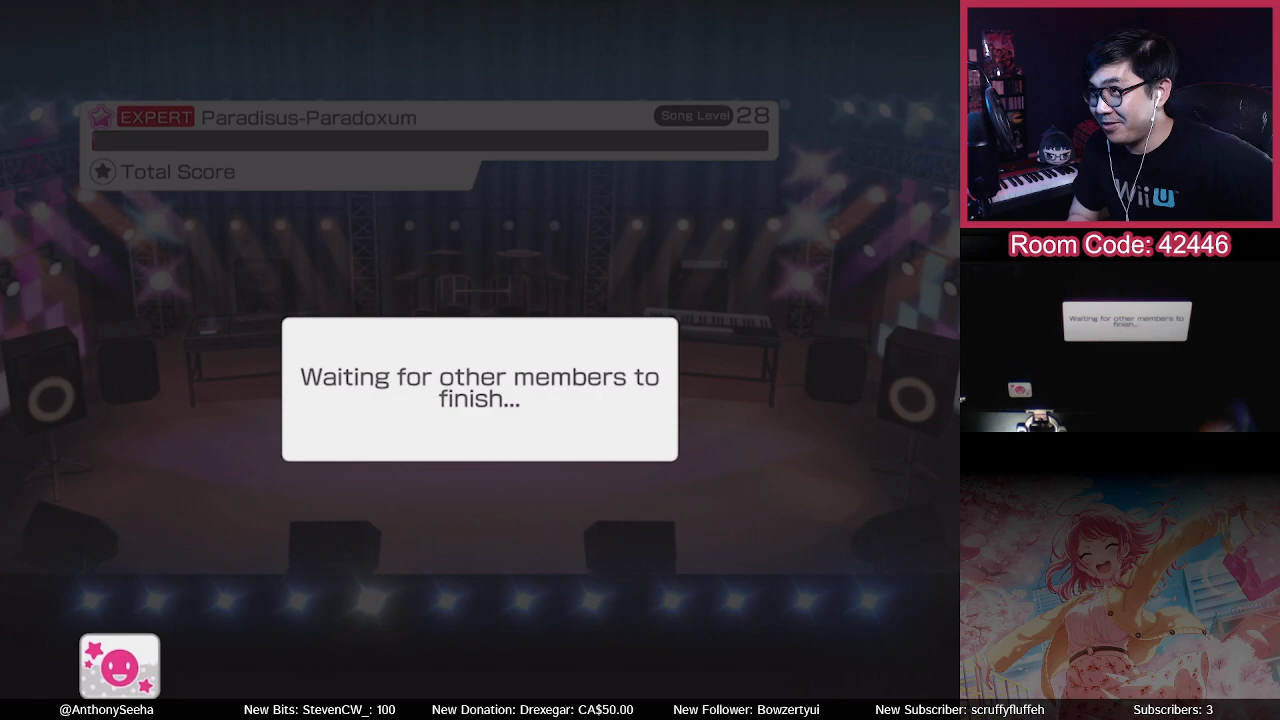 EXPERT Paradisus-Paradoxum Song Level 28
Total Score
Waiting for other members to
finish...
WiiU
Room Code: 42446
Waiting for other members to
finish...
@AnthonySeeha New Bits: StevenCW_: 100 New Donation: Drexegar: CA$50.00 New Follower: Bowzertyui New Subscriber: scruffyfluffeh Subscribers: 3